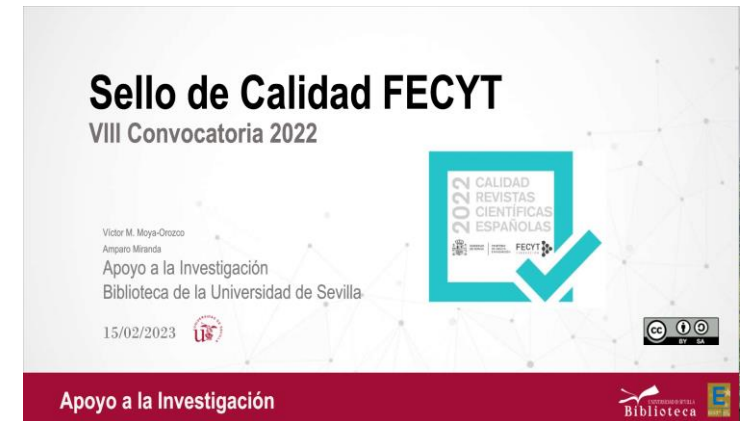 Sello de Calidad FECYT
VIII Convocatoria 2022
2022
CALIDAD
REVISTAS
CIENTÍFICAS
ESPAÑOLAS
FECYT
Víctor M. Moya-Orozco
Amparo Miranda
Apoyo a la Investigación
Biblioteca de la Universidad de Sevilla
15/02/2023
CC BY SA
Apoyo a la Investigación
Biblioteca